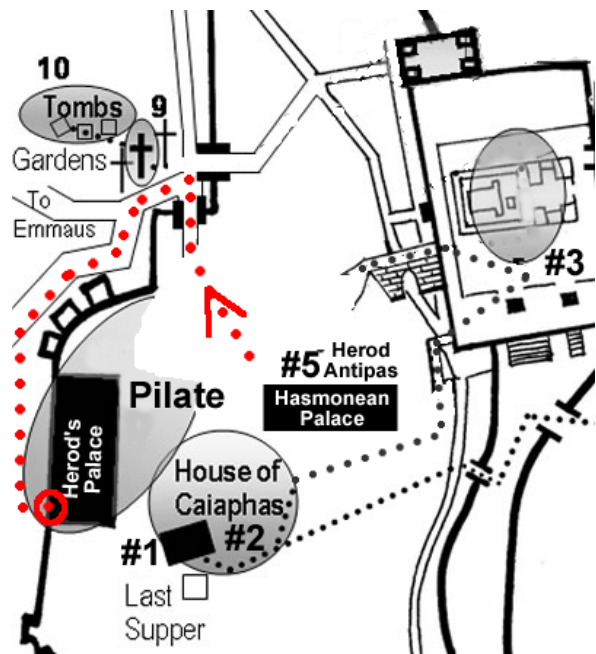 10
Tombs
9
Gardens
To
Emmaus
#3
#5
Herod
Antipas
Hasmonean
Palace
Pilate
Herod's
Palace
House of
Caiaphas
#1
#2
Last
Supper